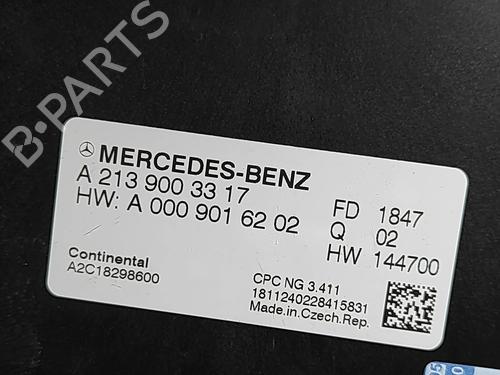 B-PARTS
MERCEDES-BENZ
A 213 900 33 17
HW: A 000 901 62 02
FD 1847
Q 02
HW 144700
Continental
A2C18298600
CPC NG 3.411
1811240228415831
Made.in.Czech.Rep.